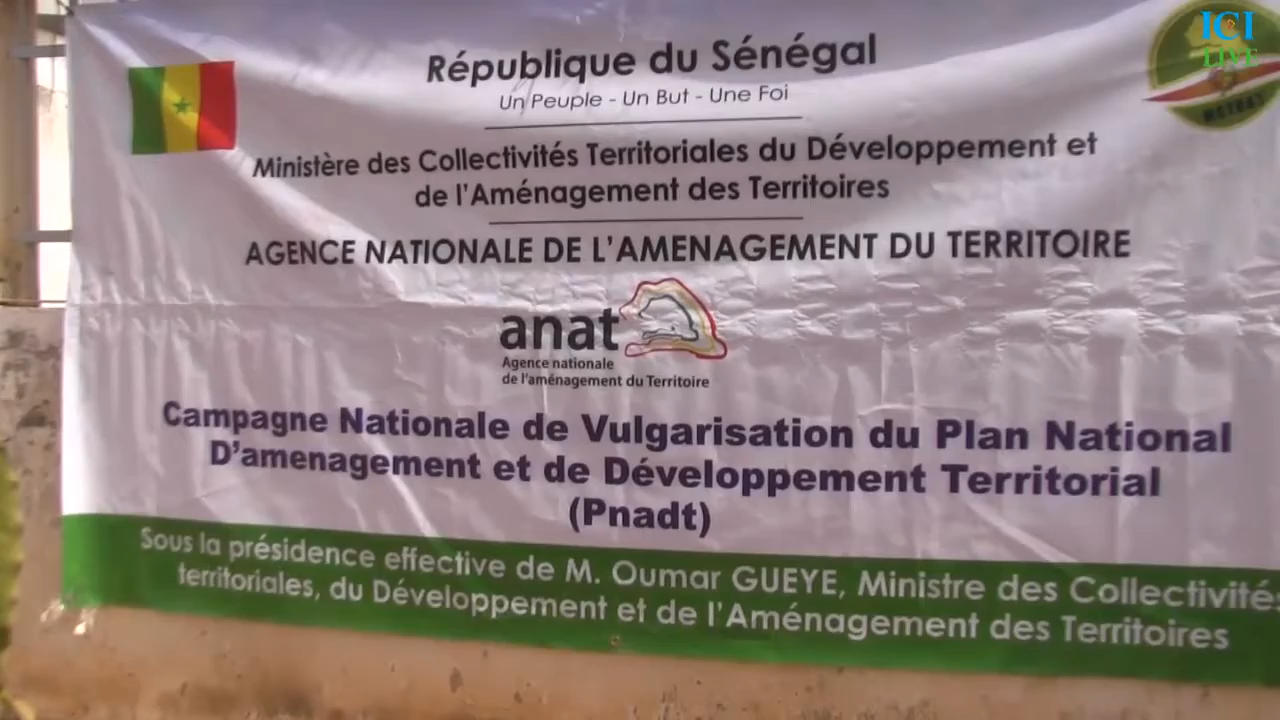 ICI
LIVE
République du Sénégal
Un Peuple - Un But - Une Foi
Ministère des Collectivités Territoriales du Développement et
de l'Aménagement des Territoires
AGENCE NATIONALE DE L'AMENAGEMENT DU TERRITOIRE
anat
Agence nationale
de l'aménagement du Territoire
Campagne Nationale de Vulgarisation du Plan National
D'amenagement et de Développement Territorial
(Pnadt)
Sous la présidence effective de M. Oumar GUEYE, Ministre des Collectivités
territoriales, du Développement et de l'Aménagement des Territoires